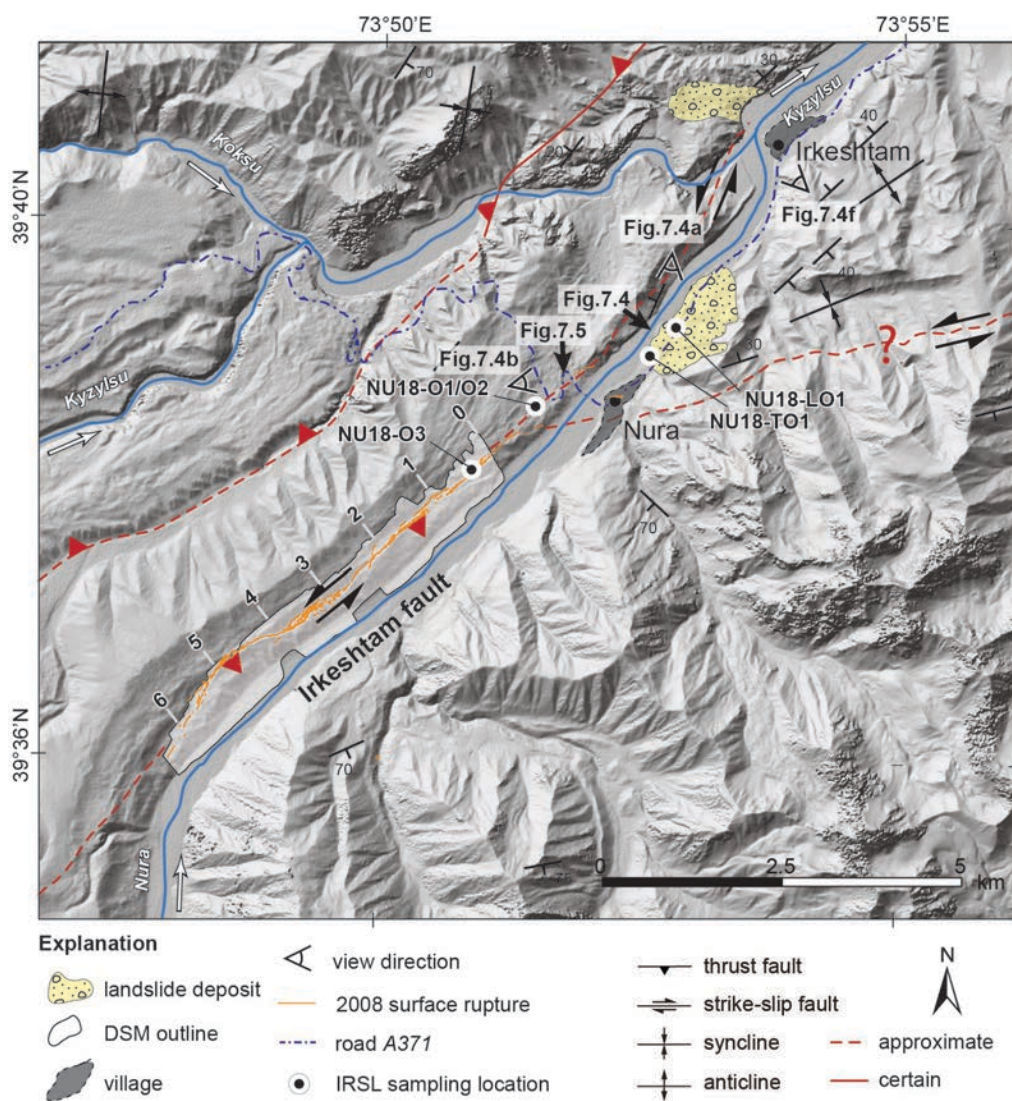 73°50'E
73°55'E
70
30
Kyzylsu
40
Koksu
20
Irkeshtam
39°40'N
Fig.7.4a
Fig.7.4f
40
Fig.7.4
Fig.7.5
?
Fig.7.4b
30
Kyzylsu
NU18-O1/O2
NU18-LO1
0
Nura
NU18-TO1
NU18-O3
1
2
70
3
4
Irkeshtam fault
5
6
39°36'N
70
Nura
75
0
2.5
5
km
Explanation
landslide deposit
DSM outline
village
view direction
2008 surface rupture
road A371
IRSL sampling location
thrust fault
strike-slip fault
syncline
anticline
approximate
certain
N